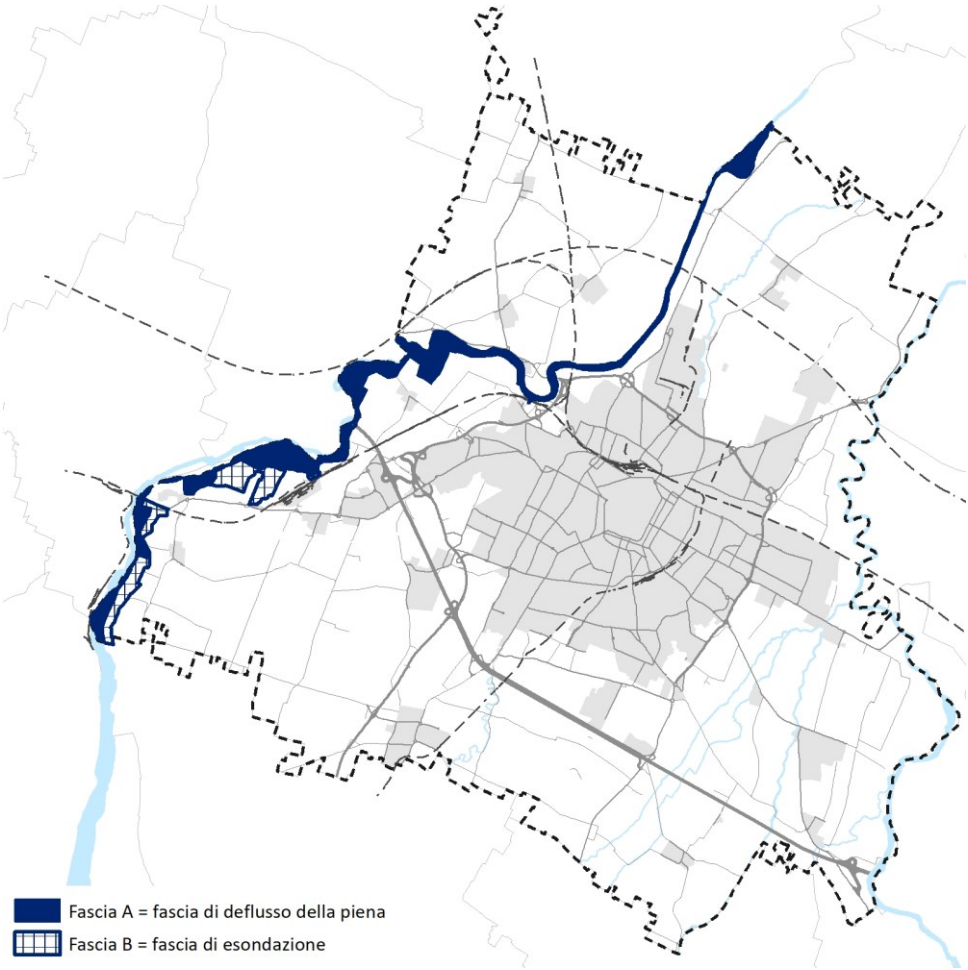 Fascia A = fascia di deflusso della piena
Fascia B = fascia di esondazione